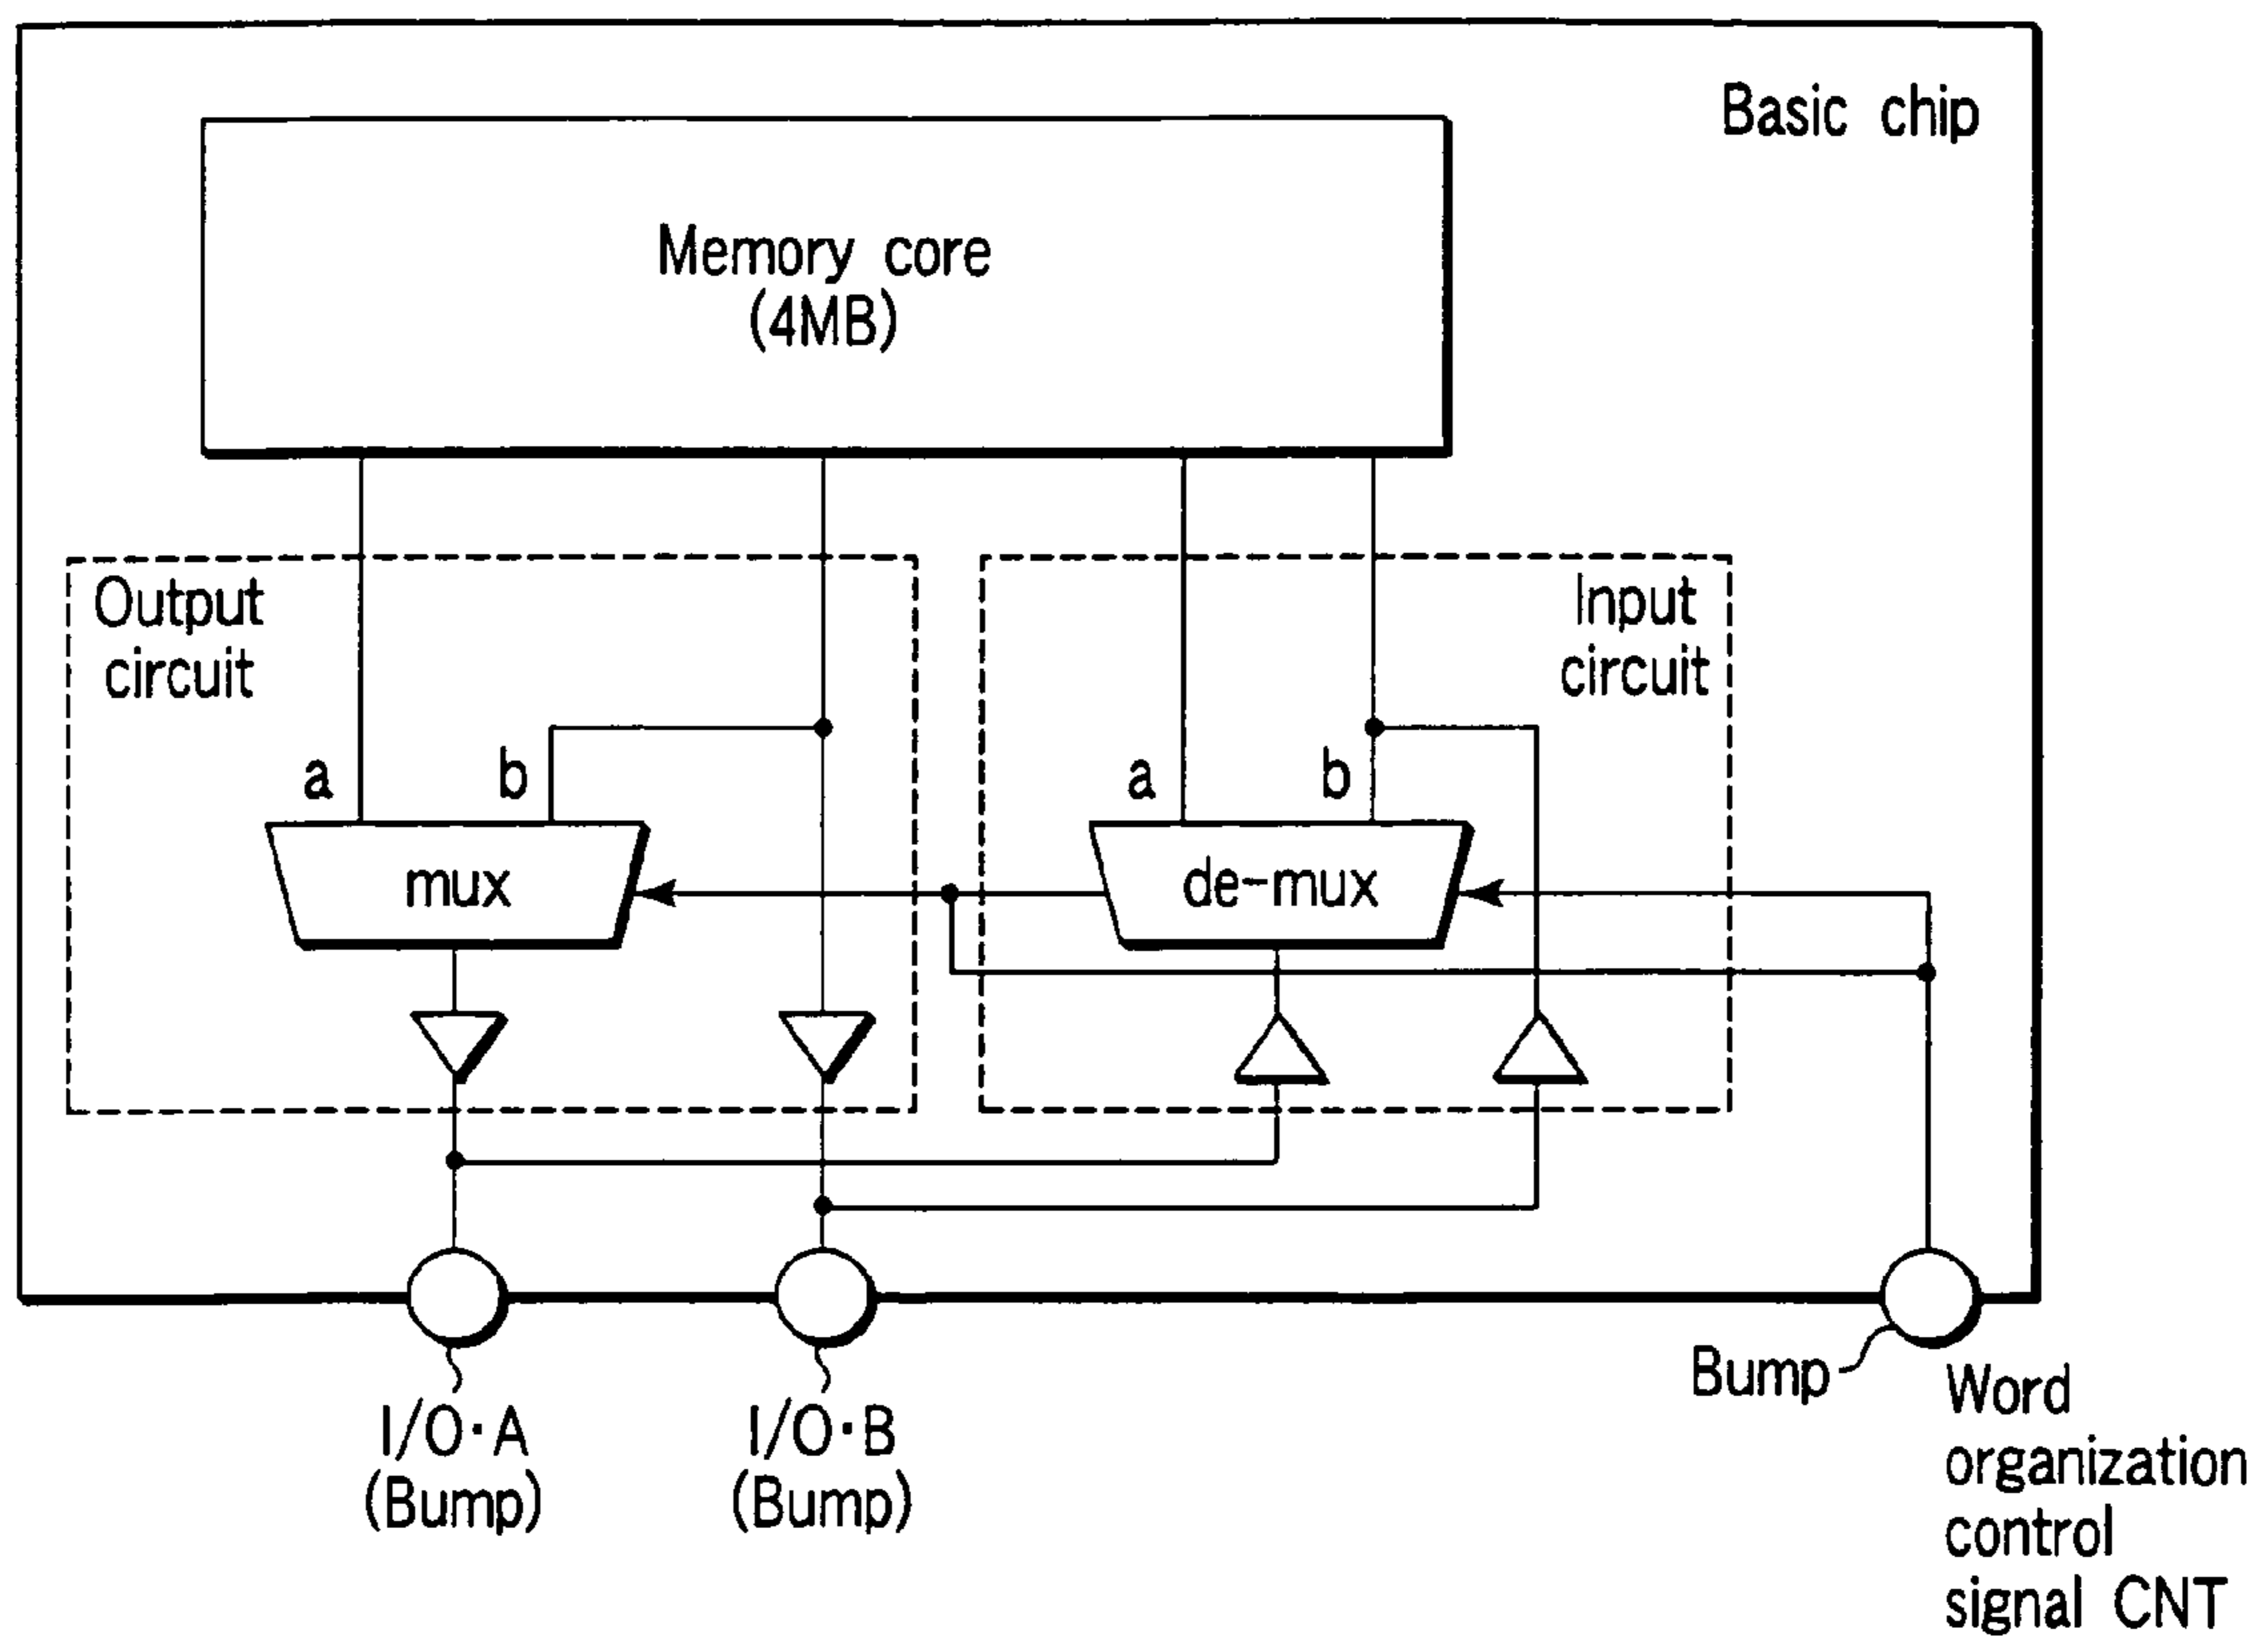 Basic chip
Memory core
(4MB)
Output
circuit
Input
circuit
a
b
a
b
mux
de-mux
I/O·A
(Bump)
I/O·B
(Bump)
Bump
Word
organization
control
signal CNT